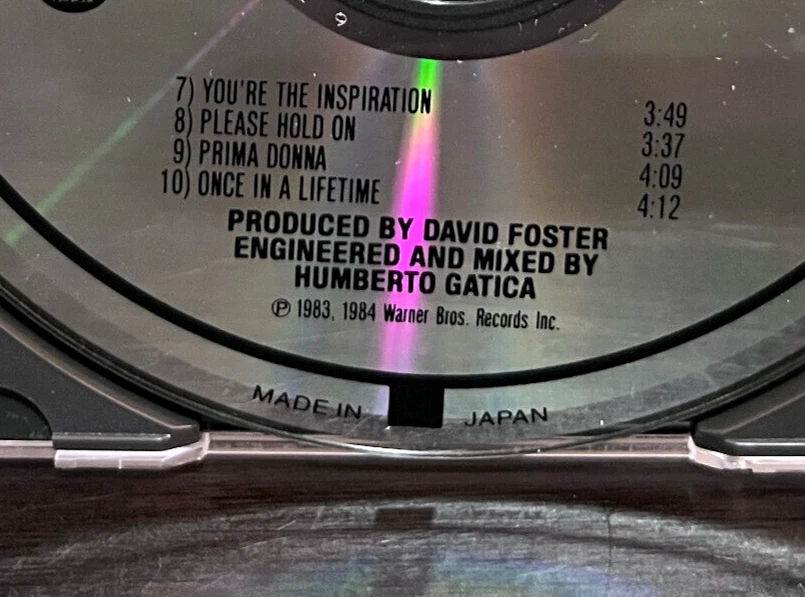 9
7) YOU'RE THE INSPIRATION 3:49
8) PLEASE HOLD ON 3:37
9) PRIMA DONNA 4:09
10) ONCE IN A LIFETIME 4:12
PRODUCED BY DAVID FOSTER
ENGINEERED AND MIXED BY
HUMBERTO GATICA
℗ 1983, 1984 Warner Bros. Records Inc.
MADE IN JAPAN